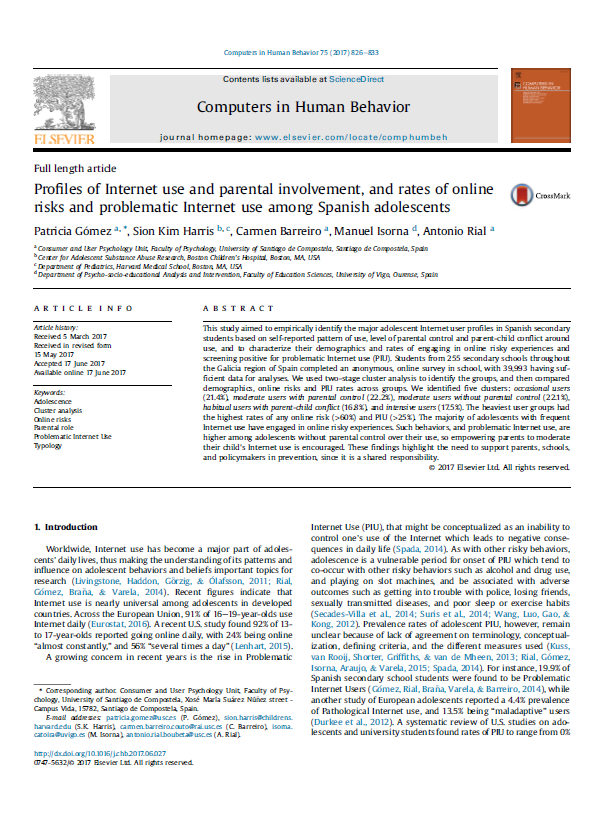 Computers in Human Behavior 75 (2017) 826–833
Contents lists available at ScienceDirect
Computers in Human Behavior
journal homepage: www.elsevier.com/locate/comphumbeh
ELSEVIER
Full length article
Profiles of Internet use and parental involvement, and rates of online
risks and problematic Internet use among Spanish adolescents
CrossMark
Patricia Gómez a, *, Sion Kim Harris b, c, Carmen Barreiro a, Manuel Isorna d, Antonio Rial a
a Consumer and User Psychology Unit, Faculty of Psychology, University of Santiago de Compostela, Santiago de Compostela, Spain
b Center for Adolescent Substance Abuse Research, Boston Children's Hospital, Boston, MA, USA
c Department of Pediatrics, Harvard Medical School, Boston, MA, USA
d Department of Psycho-socio-educational Analysis and Intervention, Faculty of Education Sciences, University of Vigo, Ourense, Spain
ARTICLE INFO
Article history:
Received 5 March 2017
Received in revised form
15 May 2017
Accepted 17 June 2017
Available online 17 June 2017
Keywords:
Adolescence
Cluster analysis
Online risks
Parental role
Problematic Internet Use
Typology
ABSTRACT
This study aimed to empirically identify the major adolescent Internet user profiles in Spanish secondary
students based on self-reported pattern of use, level of parental control and parent-child conflict around
use, and to characterize their demographics and rates of engaging in online risky experiences and
screening positive for problematic Internet use (PIU). Students from 255 secondary schools throughout
the Galicia region of Spain completed an anonymous, online survey in school, with 39,993 having suf-
ficient data for analyses. We used two-stage cluster analysis to identify the groups, and then compared
demographics, online risks and PIU rates across groups. We identified five clusters: occasional users
(21.4%), moderate users with parental control (22.2%), moderate users without parental control (22.1%),
habitual users with parent-child conflict (16.8%), and intensive users (17.5%). The heaviest user groups had
the highest rates of any online risk (>60%) and PIU (>25%). The majority of adolescents with frequent
Internet use have engaged in online risky experiences. Such behaviors, and problematic Internet use, are
higher among adolescents without parental control over their use, so empowering parents to moderate
their child's Internet use is encouraged. These findings highlight the need to support parents, schools,
and policymakers in prevention, since it is a shared responsibility.
© 2017 Elsevier Ltd. All rights reserved.
1. Introduction
Worldwide, Internet use has become a major part of adoles-
cents' daily lives, thus making the understanding of its patterns and
influence on adolescent behaviors and beliefs important topics for
research (Livingstone, Haddon, Görzig, & Ólafsson, 2011; Rial,
Gómez, Braña, & Varela, 2014). Recent figures indicate that
Internet use is nearly universal among adolescents in developed
countries. Across the European Union, 91% of 16–19-year-olds use
Internet daily (Eurostat, 2016). A recent U.S. study found 92% of 13-
to 17-year-olds reported going online daily, with 24% being online
"almost constantly," and 56% "several times a day" (Lenhart, 2015).
A growing concern in recent years is the rise in Problematic
* Corresponding author. Consumer and User Psychology Unit, Faculty of Psy-
chology, University of Santiago de Compostela, Xosé María Suárez Núñez street -
Campus Vida, 15782, Santiago de Compostela, Spain.
E-mail addresses: patricia.gomez@usc.es (P. Gómez), sion.harris@childrens.
harvard.edu (S.K. Harris), carmen.barreiro.couto@rai.usc.es (C. Barreiro), isorna.
catoira@uvigo.es (M. Isorna), antonio.rial.boubeta@usc.es (A. Rial).
http://dx.doi.org/10.1016/j.chb.2017.06.027
0747-5632/© 2017 Elsevier Ltd. All rights reserved.
Internet Use (PIU), that might be conceptualized as an inability to
control one's use of the Internet which leads to negative conse-
quences in daily life (Spada, 2014). As with other risky behaviors,
adolescence is a vulnerable period for onset of PIU which tend to
co-occur with other risky behaviors such as alcohol and drug use,
and playing on slot machines, and be associated with adverse
outcomes such as getting into trouble with police, losing friends,
sexually transmitted diseases, and poor sleep or exercise habits
(Secades-Villa et al., 2014; Suris et al., 2014; Wang, Luo, Gao, &
Kong, 2012). Prevalence rates of adolescent PIU, however, remain
unclear because of lack of agreement on terminology, conceptual-
ization, defining criteria, and the different measures used (Kuss,
van Rooij, Shorter, Griffiths, & van de Mheen, 2013; Rial, Gómez,
Isorna, Araujo, & Varela, 2015; Spada, 2014). For instance, 19.9% of
Spanish secondary school students were found to be Problematic
Internet Users (Gómez, Rial, Braña, Varela, & Barreiro, 2014), while
another study of European adolescents reported a 4.4% prevalence
of Pathological Internet use, and 13.5% being "maladaptive" users
(Durkee et al., 2012). A systematic review of U.S. studies on ado-
lescents and university students found rates of PIU to range from 0%